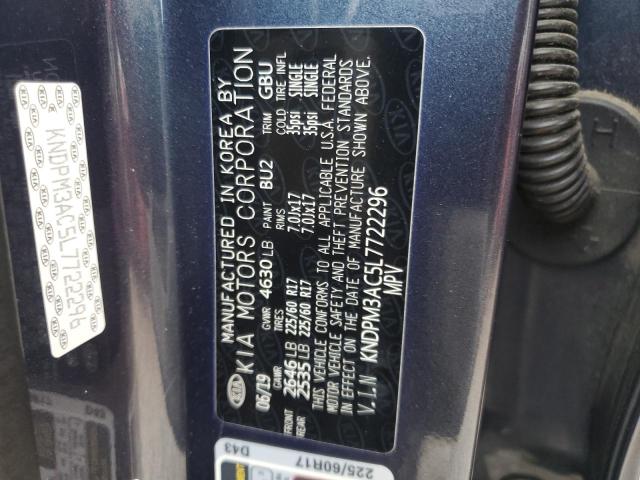 MANUFACTURED IN KOREA BY
KIA KIA MOTORS CORPORATION
06/19 GVWR 4630 LB PAINT BU2 TRIM GBU
GAWR TIRES RIMS COLD TIRE INFL
FRONT 2646 LB 225/60 R17 7.0Jx17 35psi SINGLE
REAR 2535 LB 225/60 R17 7.0Jx17 35psi SINGLE
THIS VEHICLE CONFORMS TO ALL APPLICABLE U.S.A. FEDERAL
MOTOR VEHICLE SAFETY AND THEFT PREVENTION STANDARDS
IN EFFECT ON THE DATE OF MANUFACTURE SHOWN ABOVE.
V.I.N KNDPM3AC5L7722296
MPV
KNDPM3AC5L7722296
D43
225/60R17